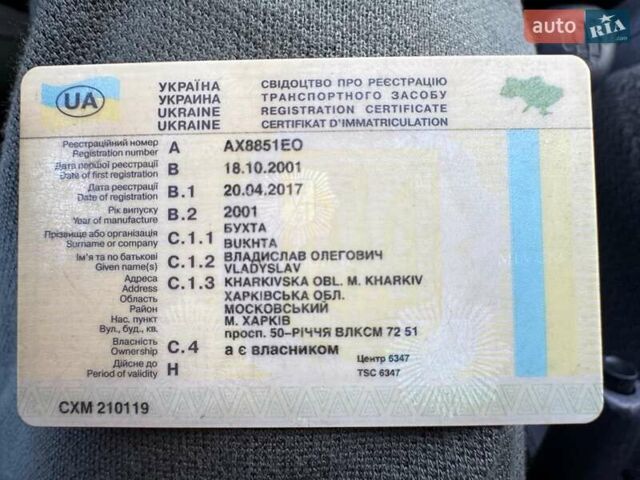 auto RIA.com
UA
УКРАЇНА СВІДОЦТВО ПРО РЕЄСТРАЦІЮ
УКРАИНА ТРАНСПОРТНОГО ЗАСОБУ
UKRAINE REGISTRATION CERTIFICATE
UKRAINE CERTIFIKAT D'IMMATRICULATION
Реєстраційний номер
Registration number A AX8851EO
Дата першої реєстрації
Date of first registration B 18.10.2001
Дата реєстрації
Date of registration B.1 20.04.2017
Рік випуску
Year of manufacture B.2 2001
Прізвище або організація C.1.1 БУХТА
Surname or company BUKHTA
Ім'я та по батькові C.1.2 ВЛАДИСЛАВ ОЛЕГОВИЧ
Given name(s) VLADYSLAV
Адреса C.1.3 KHARKIVSKA OBL. M. KHARKIV
Address
Область ХАРКІВСЬКА ОБЛ.
Район МОСКОВСЬКИЙ
Нас. пункт М. ХАРКІВ
Вул., буд., кв. просп. 50-РІЧЧЯ ВЛКСМ 72 51
Власність
Ownership C.4 а є власником
Дійсне до Центр 6347
Period of validity H TSC 6347
CXM 210119